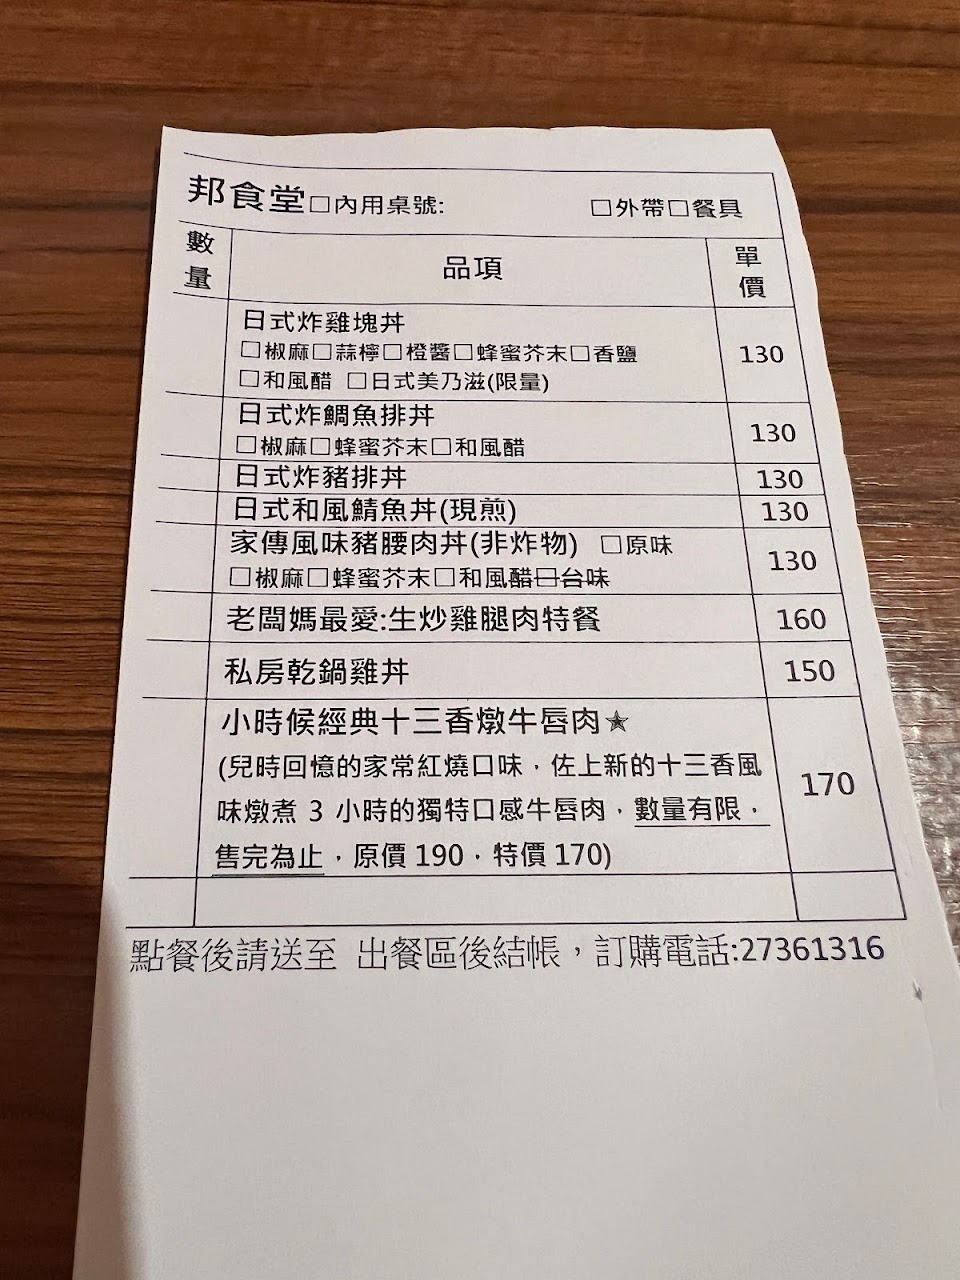 邦食堂□內用桌號: □外帶□餐具
數量 品項 單價
日式炸雞塊丼
□椒麻□蒜檸□橙醬□蜂蜜芥末□香鹽 130
□和風醋 □日式美乃滋(限量)
日式炸鯛魚排丼
□椒麻□蜂蜜芥末□和風醋 130
日式炸豬排丼 130
日式和風鯖魚丼(現煎) 130
家傳風味豬腰肉丼(非炸物) □原味
□椒麻□蜂蜜芥末□和風醋□台味 130
老闆媽最愛:生炒雞腿肉特餐 160
私房乾鍋雞丼 150
小時候經典十三香燉牛唇肉★
(兒時回憶的家常紅燒口味，佐上新的十三香風
味燉煮 3 小時的獨特口感牛唇肉，數量有限， 170
售完為止，原價 190，特價 170)
點餐後請送至 出餐區後結帳，訂購電話:27361316